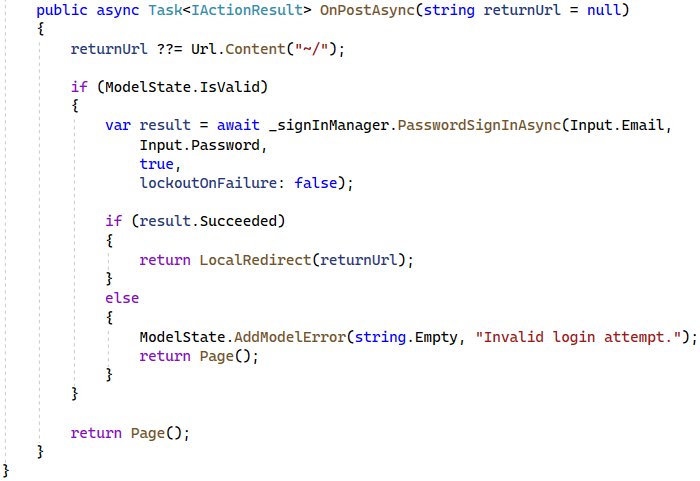 public async Task<IActionResult> OnPostAsync(string returnUrl = null)
{
returnUrl ??= Url.Content("~/");
if (ModelState.IsValid)
{
var result = await _signInManager.PasswordSignInAsync(Input.Email,
Input.Password,
true,
lockoutOnFailure: false);
if (result.Succeeded)
{
return LocalRedirect(returnUrl);
}
else
{
ModelState.AddModelError(string.Empty, "Invalid login attempt.");
return Page();
}
}
return Page();
}
}